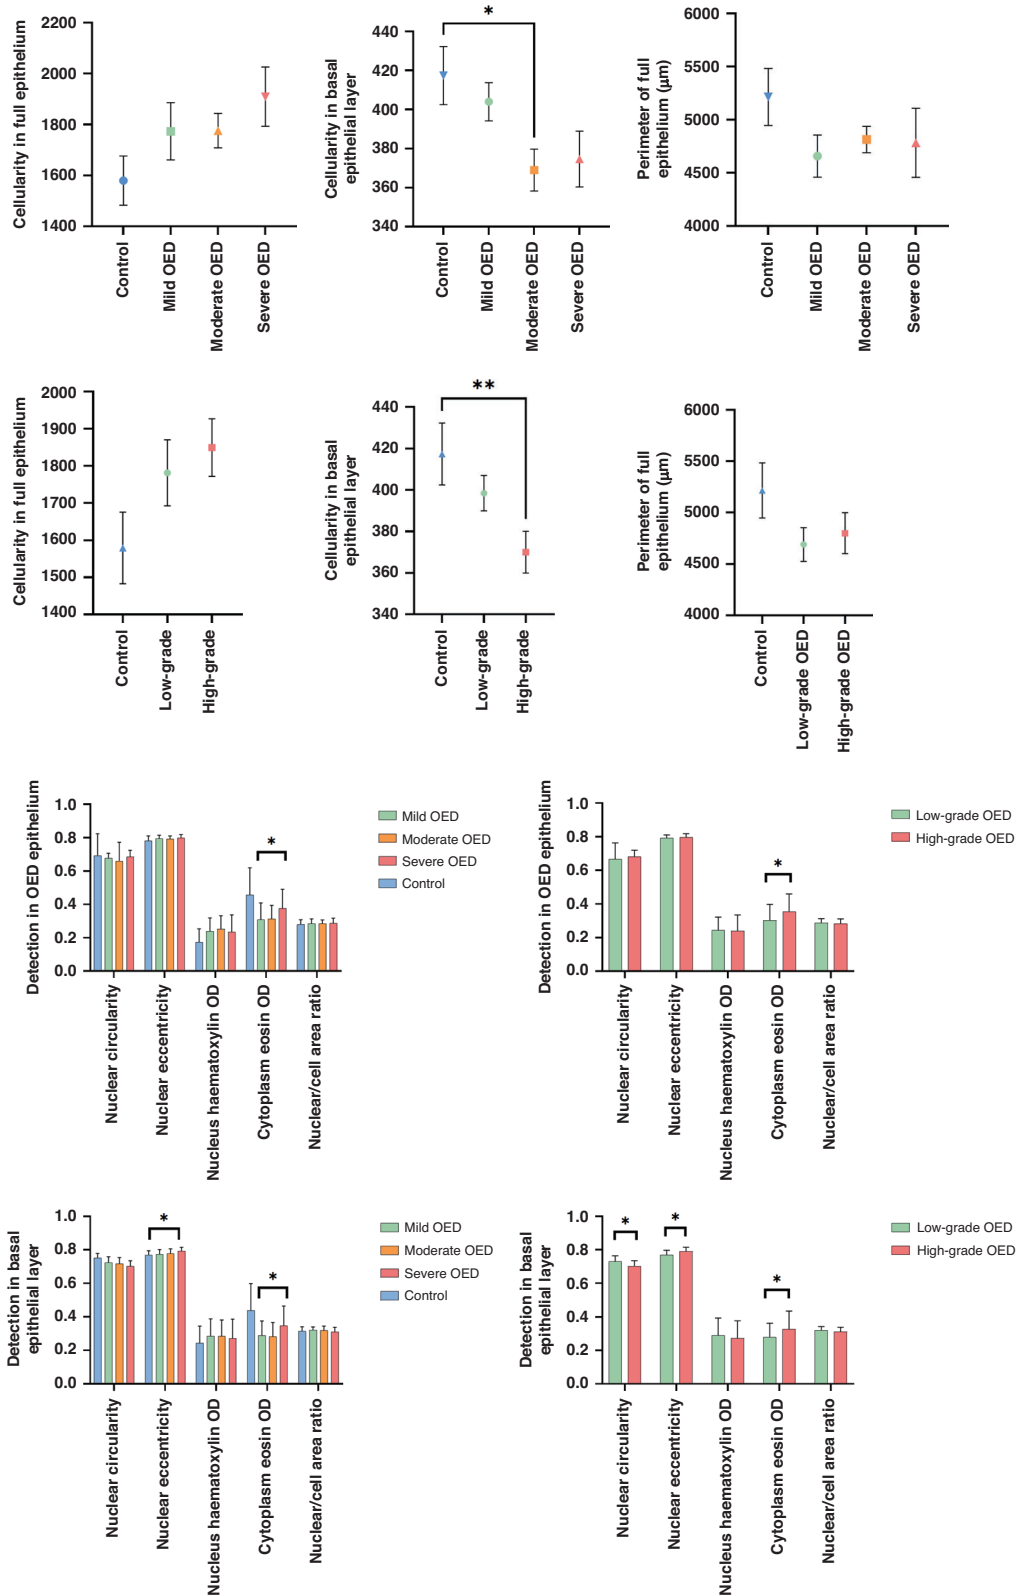 Cellularity in full epithelium
2200
2000
1800
1600
1400
Control
Mild OED
Moderate OED
Severe OED
Cellularity in basal
epithelial layer
440
420
400
380
360
340
*
Control
Mild OED
Moderate OED
Severe OED
Perimeter of full
epithelium (μm)
6000
5500
5000
4500
4000
Control
Mild OED
Moderate OED
Severe OED
Cellularity in full epithelium
2000
1900
1800
1700
1600
1500
1400
Control
Low-grade
High-grade
Cellularity in basal
epithelial layer
440
420
400
380
360
340
**
Control
Low-grade
High-grade
Perimeter of full
epithelium (μm)
6000
5500
5000
4500
4000
Control
Low-grade OED
High-grade OED
Detection in OED epithelium
1.0
0.8
0.6
0.4
0.2
0.0
*
Nuclear circularity
Nuclear eccentricity
Nucleus haematoxylin OD
Cytoplasm eosin OD
Nuclear/cell area ratio
Mild OED
Moderate OED
Severe OED
Control
Detection in OED epithelium
1.0
0.8
0.6
0.4
0.2
0.0
*
Nuclear circularity
Nuclear eccentricity
Nucleus haematoxylin OD
Cytoplasm eosin OD
Nuclear/cell area ratio
Low-grade OED
High-grade OED
Detection in basal
epithelial layer
1.0
0.8
0.6
0.4
0.2
0.0
*
*
Nuclear circularity
Nuclear eccentricity
Nucleus haematoxylin OD
Cytoplasm eosin OD
Nuclear/cell area ratio
Mild OED
Moderate OED
Severe OED
Control
Detection in basal
epithelial layer
1.0
0.8
0.6
0.4
0.2
0.0
*
*
*
Nuclear circularity
Nuclear eccentricity
Nucleus haematoxylin OD
Cytoplasm eosin OD
Nuclear/cell area ratio
Low-grade OED
High-grade OED